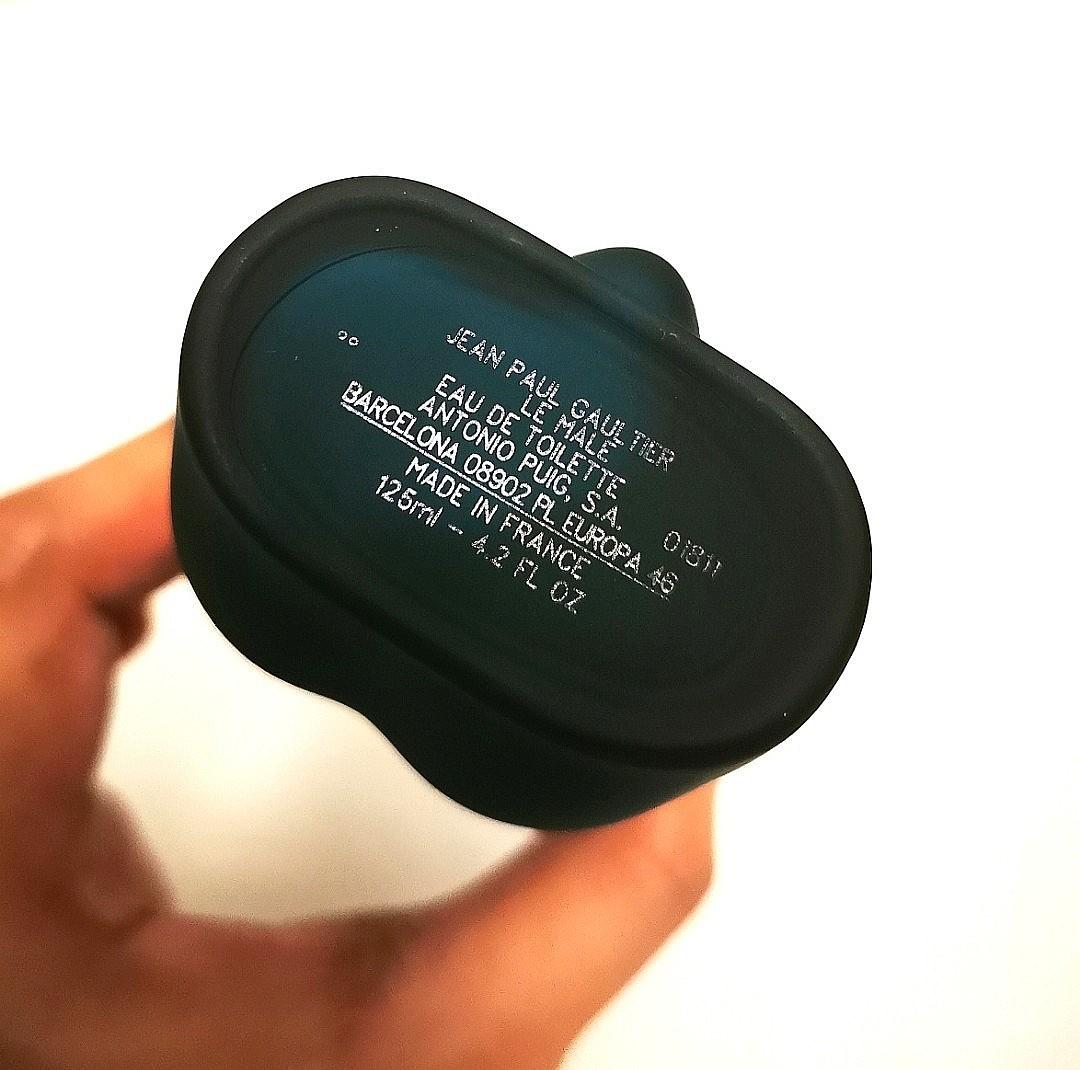 JEAN PAUL GAULTIER
LE MALE
EAU DE TOILETTE
ANTONIO PUIG, S.A.
BARCELONA 08902 PL EUROPA 46
MADE IN FRANCE
125ml - 4.2 FL OZ